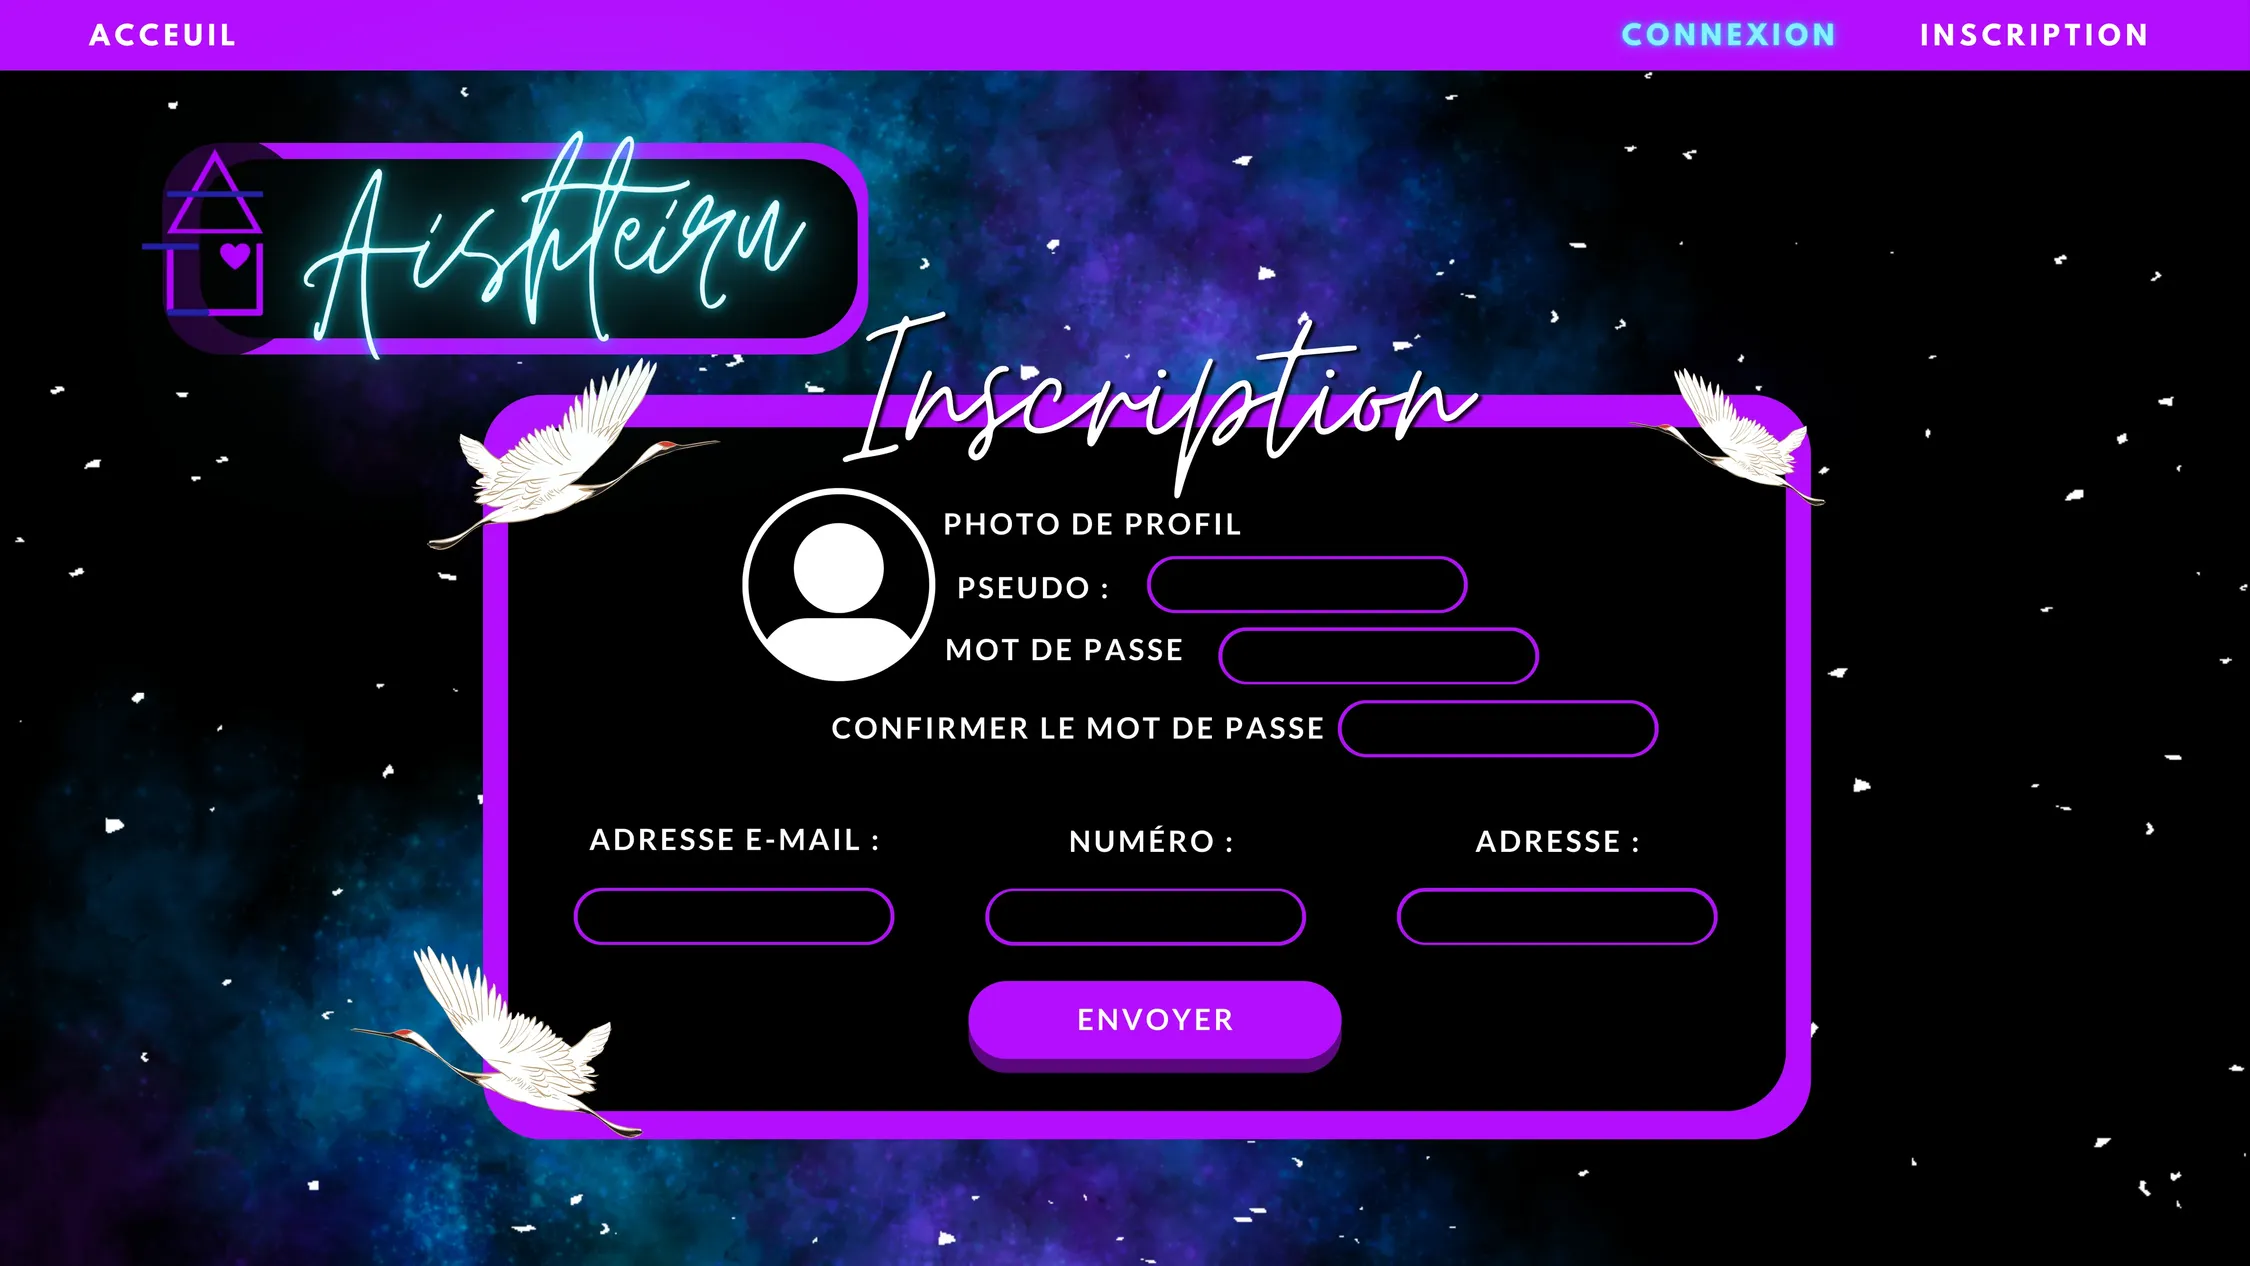 ACCEUIL
CONNEXION
INSCRIPTION
Aishteiru
Inscription
PHOTO DE PROFIL
PSEUDO :
MOT DE PASSE
CONFIRMER LE MOT DE PASSE
ADRESSE E-MAIL :
NUMÉRO :
ADRESSE :
ENVOYER